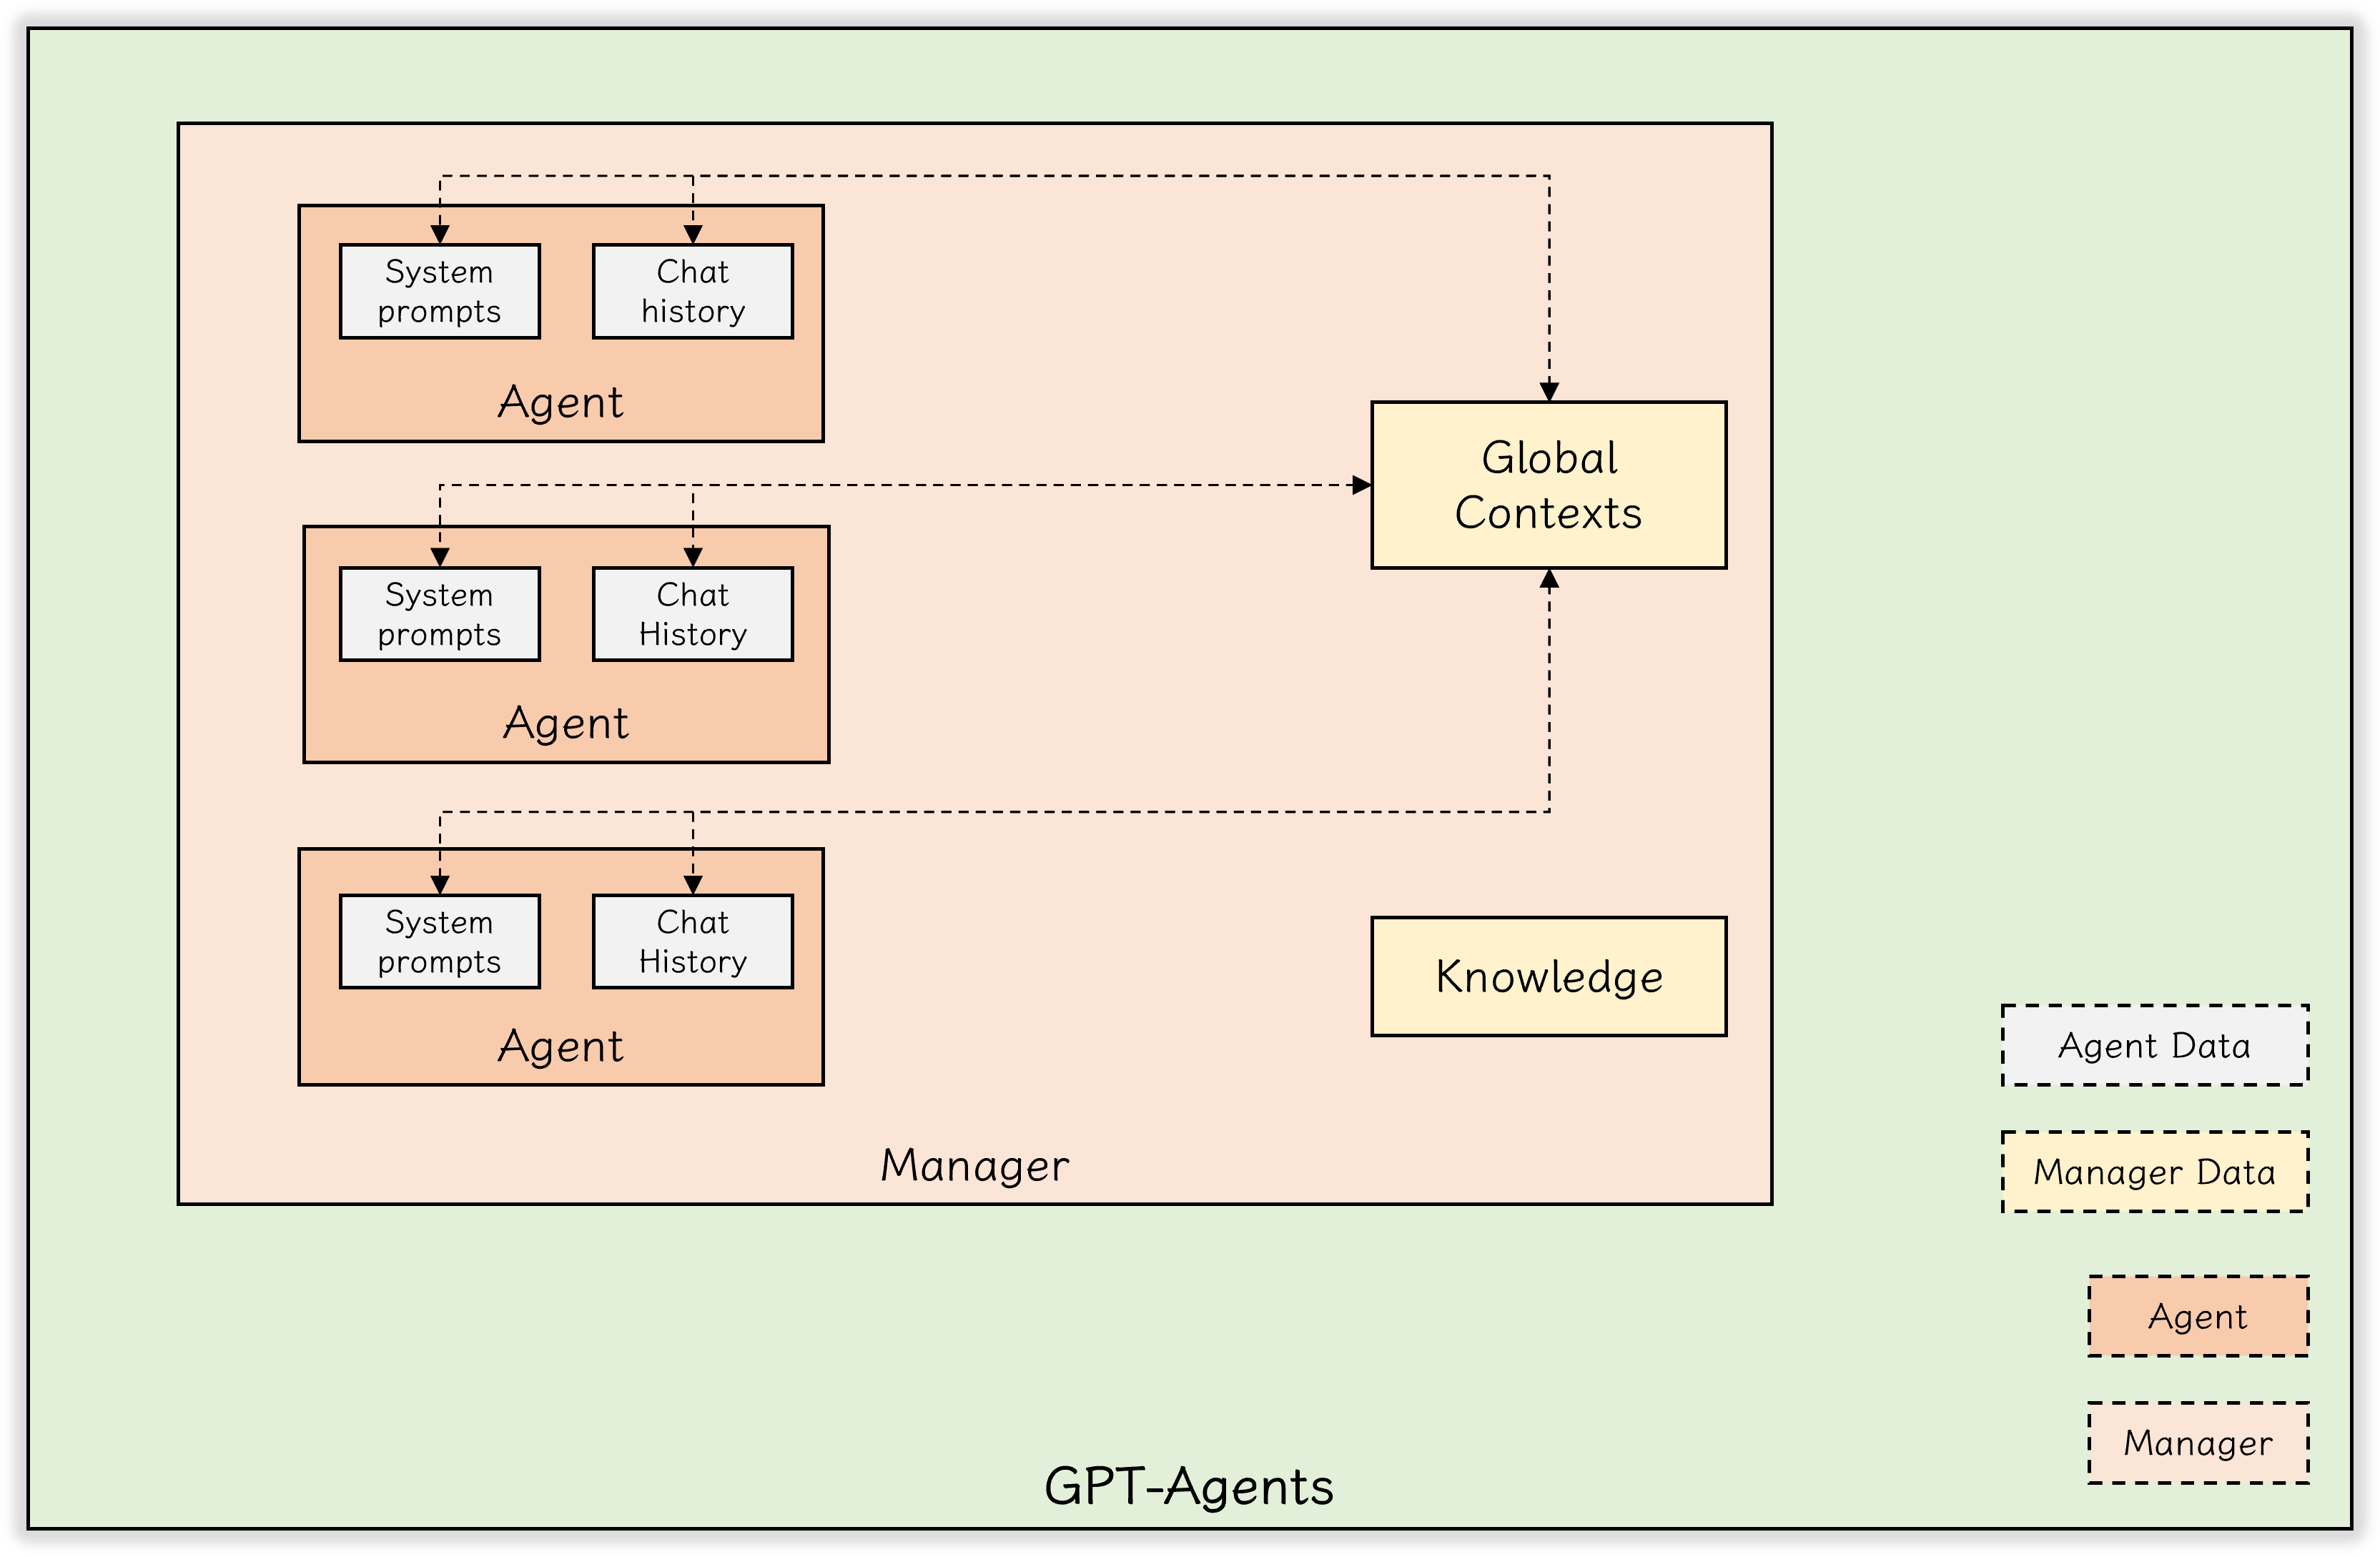 System
prompts
Chat
history
Agent
Global
Contexts
System
prompts
Chat
History
Agent
System
prompts
Chat
History
Agent
Knowledge
Manager
Agent Data
Manager Data
Agent
Manager
GPT-Agents